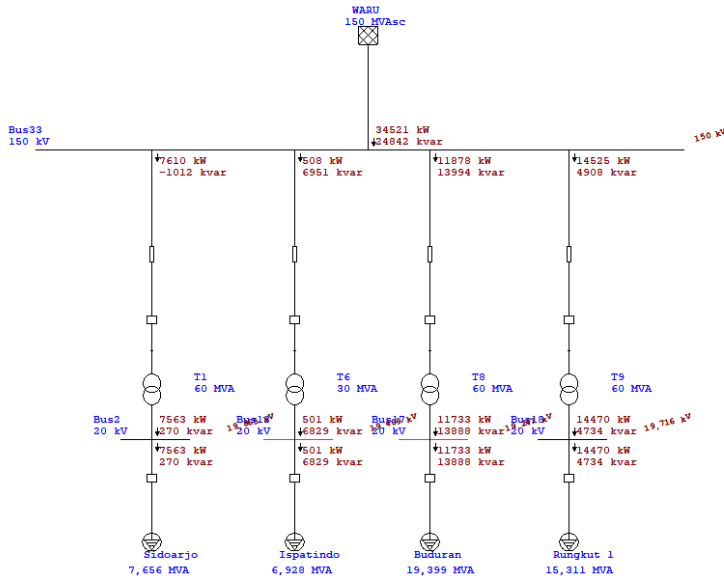 WARU
150 MVAsc
Bus33
150 kV
34521 kW
24842 kvar
150 kV
7610 kW
-1012 kvar
508 kW
6951 kvar
11878 kW
13994 kvar
14525 kW
4908 kvar
T1
60 MVA
T6
30 MVA
T8
60 MVA
T9
60 MVA
Bus2
20 kV
7563 kW
270 kvar
20 kV
501 kW
6829 kvar
20 kV
11733 kW
13888 kvar
20 kV
14470 kW
4734 kvar
19,716 kV
7563 kW
270 kvar
501 kW
6829 kvar
11733 kW
13888 kvar
14470 kW
4734 kvar
Sidoarjo
7,656 MVA
Ispatindo
6,928 MVA
Buduran
19,399 MVA
Rungkut 1
15,311 MVA